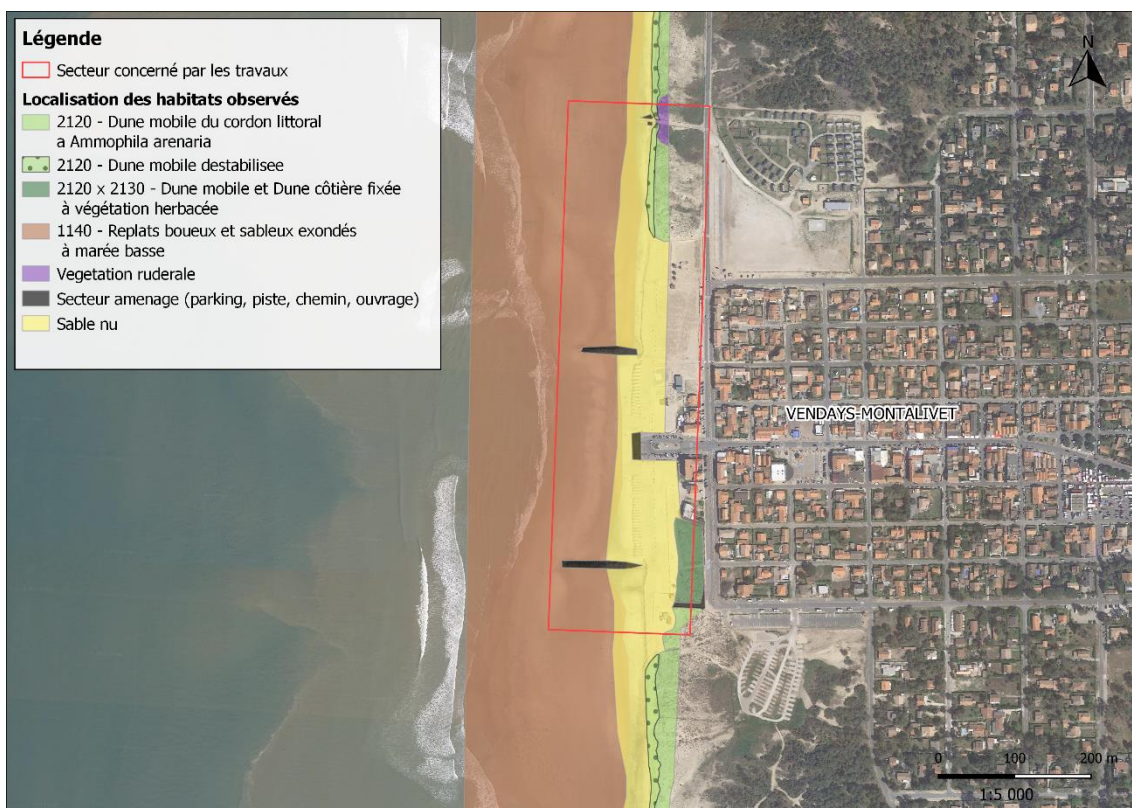 Légende
Secteur concerné par les travaux
Localisation des habitats observés
2120 - Dune mobile du cordon littoral
a Ammophila arenaria
2120 - Dune mobile destabilisee
2120 x 2130 - Dune mobile et Dune côtière fixée
à végétation herbacée
1140 - Replats boueux et sableux exondés
à marée basse
Vegetation ruderale
Secteur amenage (parking, piste, chemin, ouvrage)
Sable nu
N
VENDAYS-MONTALIVET
0 100 200 m
1:5 000